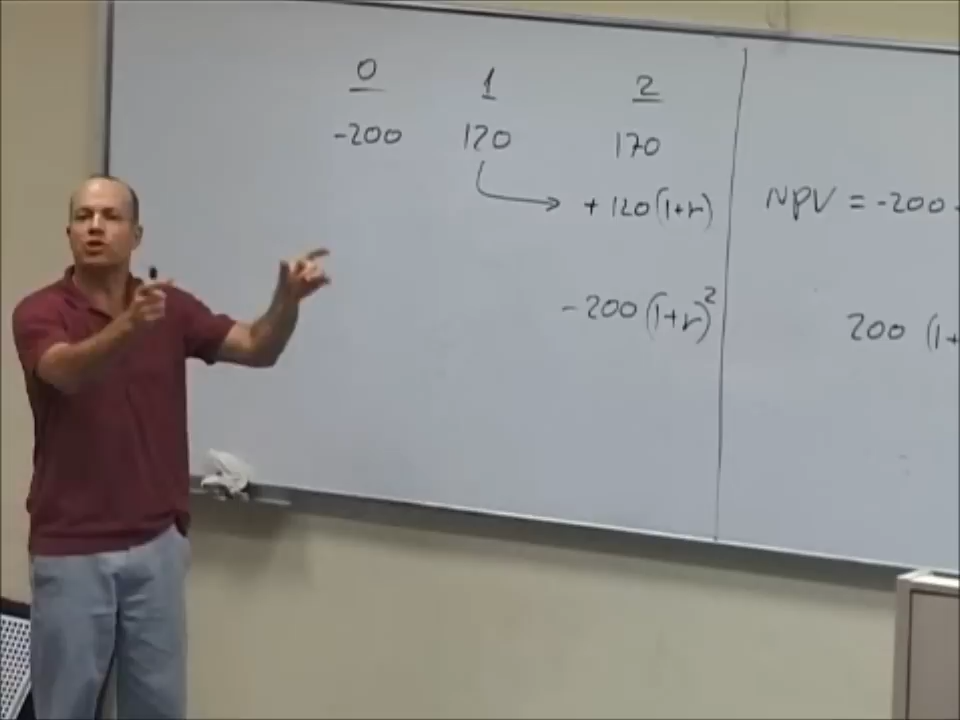 0 1 2
-200 120 170
+ 120(1+r)
-200(1+r)²
NPV = -200
200 (1+